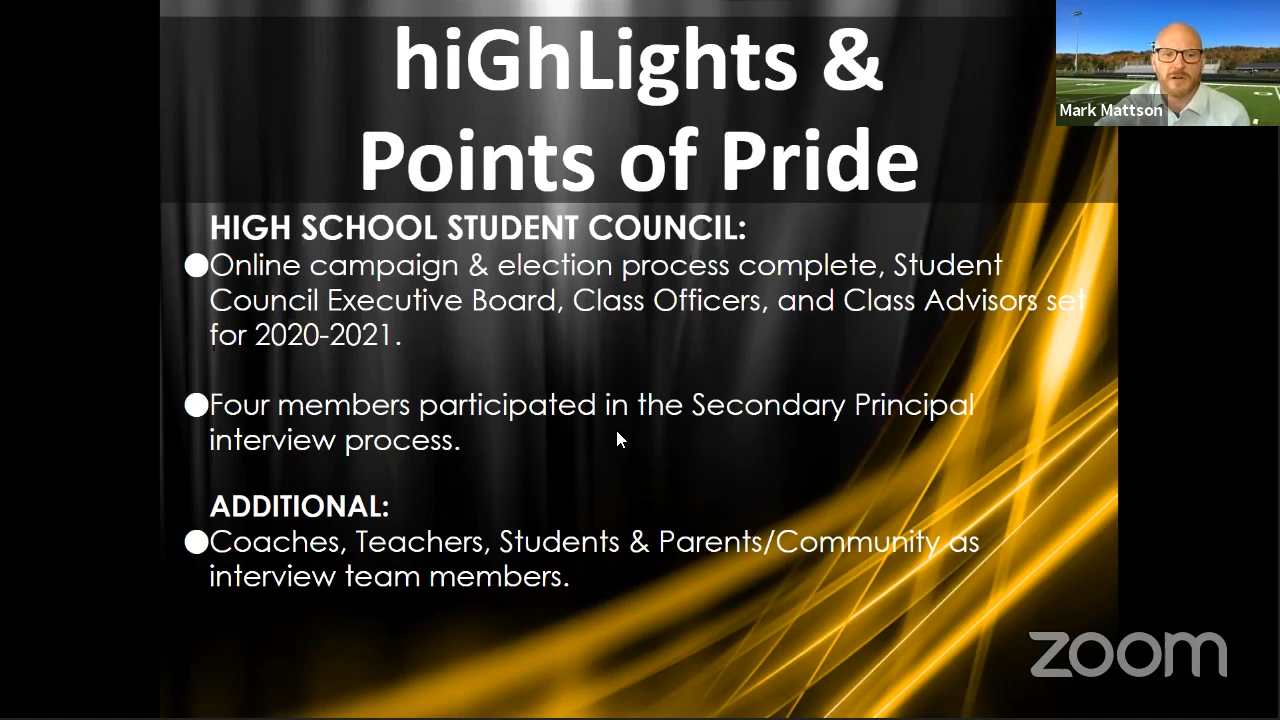 hiGhLights &
Points of Pride
Mark Mattson
HIGH SCHOOL STUDENT COUNCIL:
●Online campaign & election process complete, Student
Council Executive Board, Class Officers, and Class Advisors set
for 2020-2021.
●Four members participated in the Secondary Principal
interview process.
ADDITIONAL:
●Coaches, Teachers, Students & Parents/Community as
interview team members.
zoom